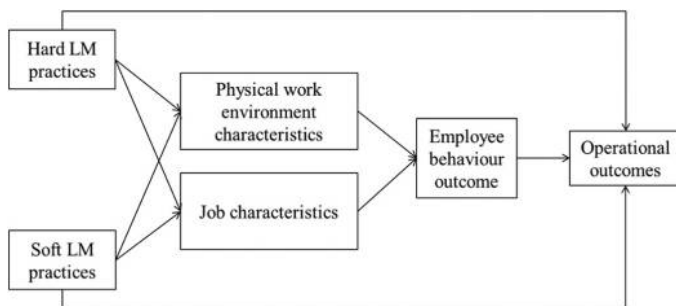 Hard LM
practices
Physical work
environment
characteristics
Employee
behaviour
outcome
Operational
outcomes
Job characteristics
Soft LM
practices